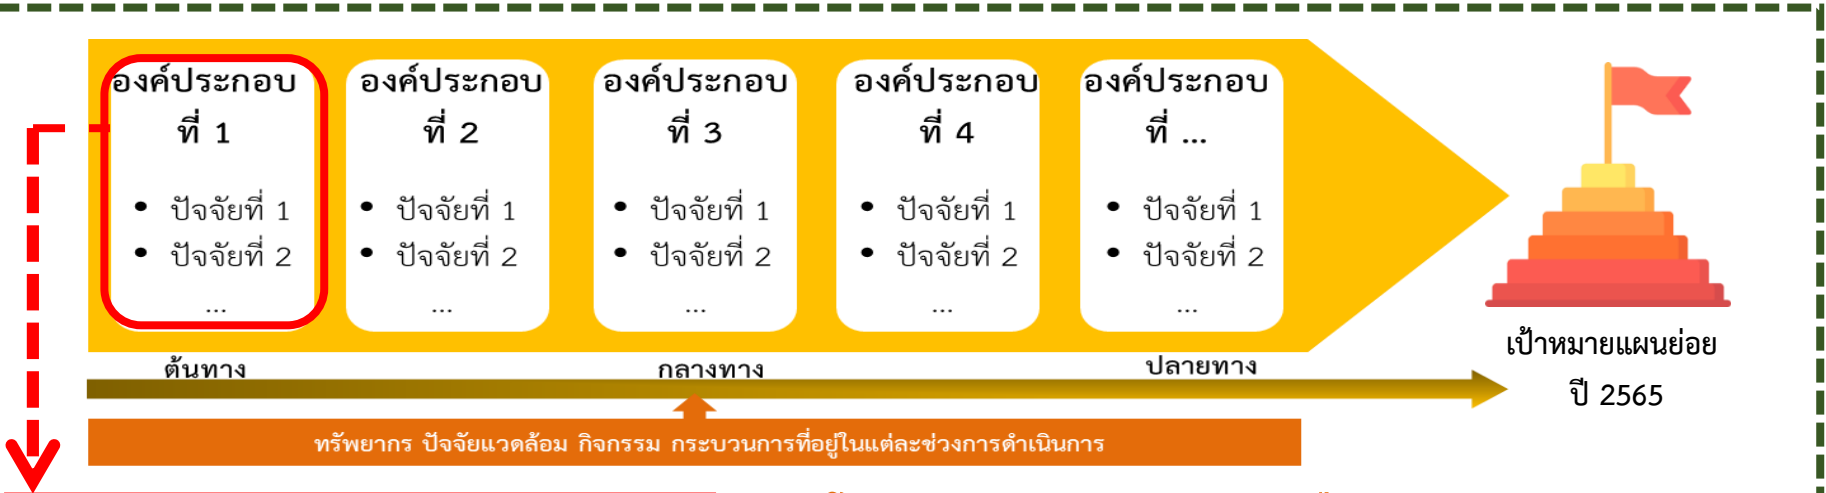 องค์ประกอบ
ที่ 1
• ปัจจัยที่ 1
• ปัจจัยที่ 2
...
องค์ประกอบ
ที่ 2
• ปัจจัยที่ 1
• ปัจจัยที่ 2
...
องค์ประกอบ
ที่ 3
• ปัจจัยที่ 1
• ปัจจัยที่ 2
...
องค์ประกอบ
ที่ 4
• ปัจจัยที่ 1
• ปัจจัยที่ 2
...
องค์ประกอบ
ที่ ...
• ปัจจัยที่ 1
• ปัจจัยที่ 2
...
เป้าหมายแผนย่อย
ปี 2565
ต้นทาง
กลางทาง
ปลายทาง
ทรัพยากร ปัจจัยแวดล้อม กิจกรรม กระบวนการที่อยู่ในแต่ละช่วงการดำเนินการ